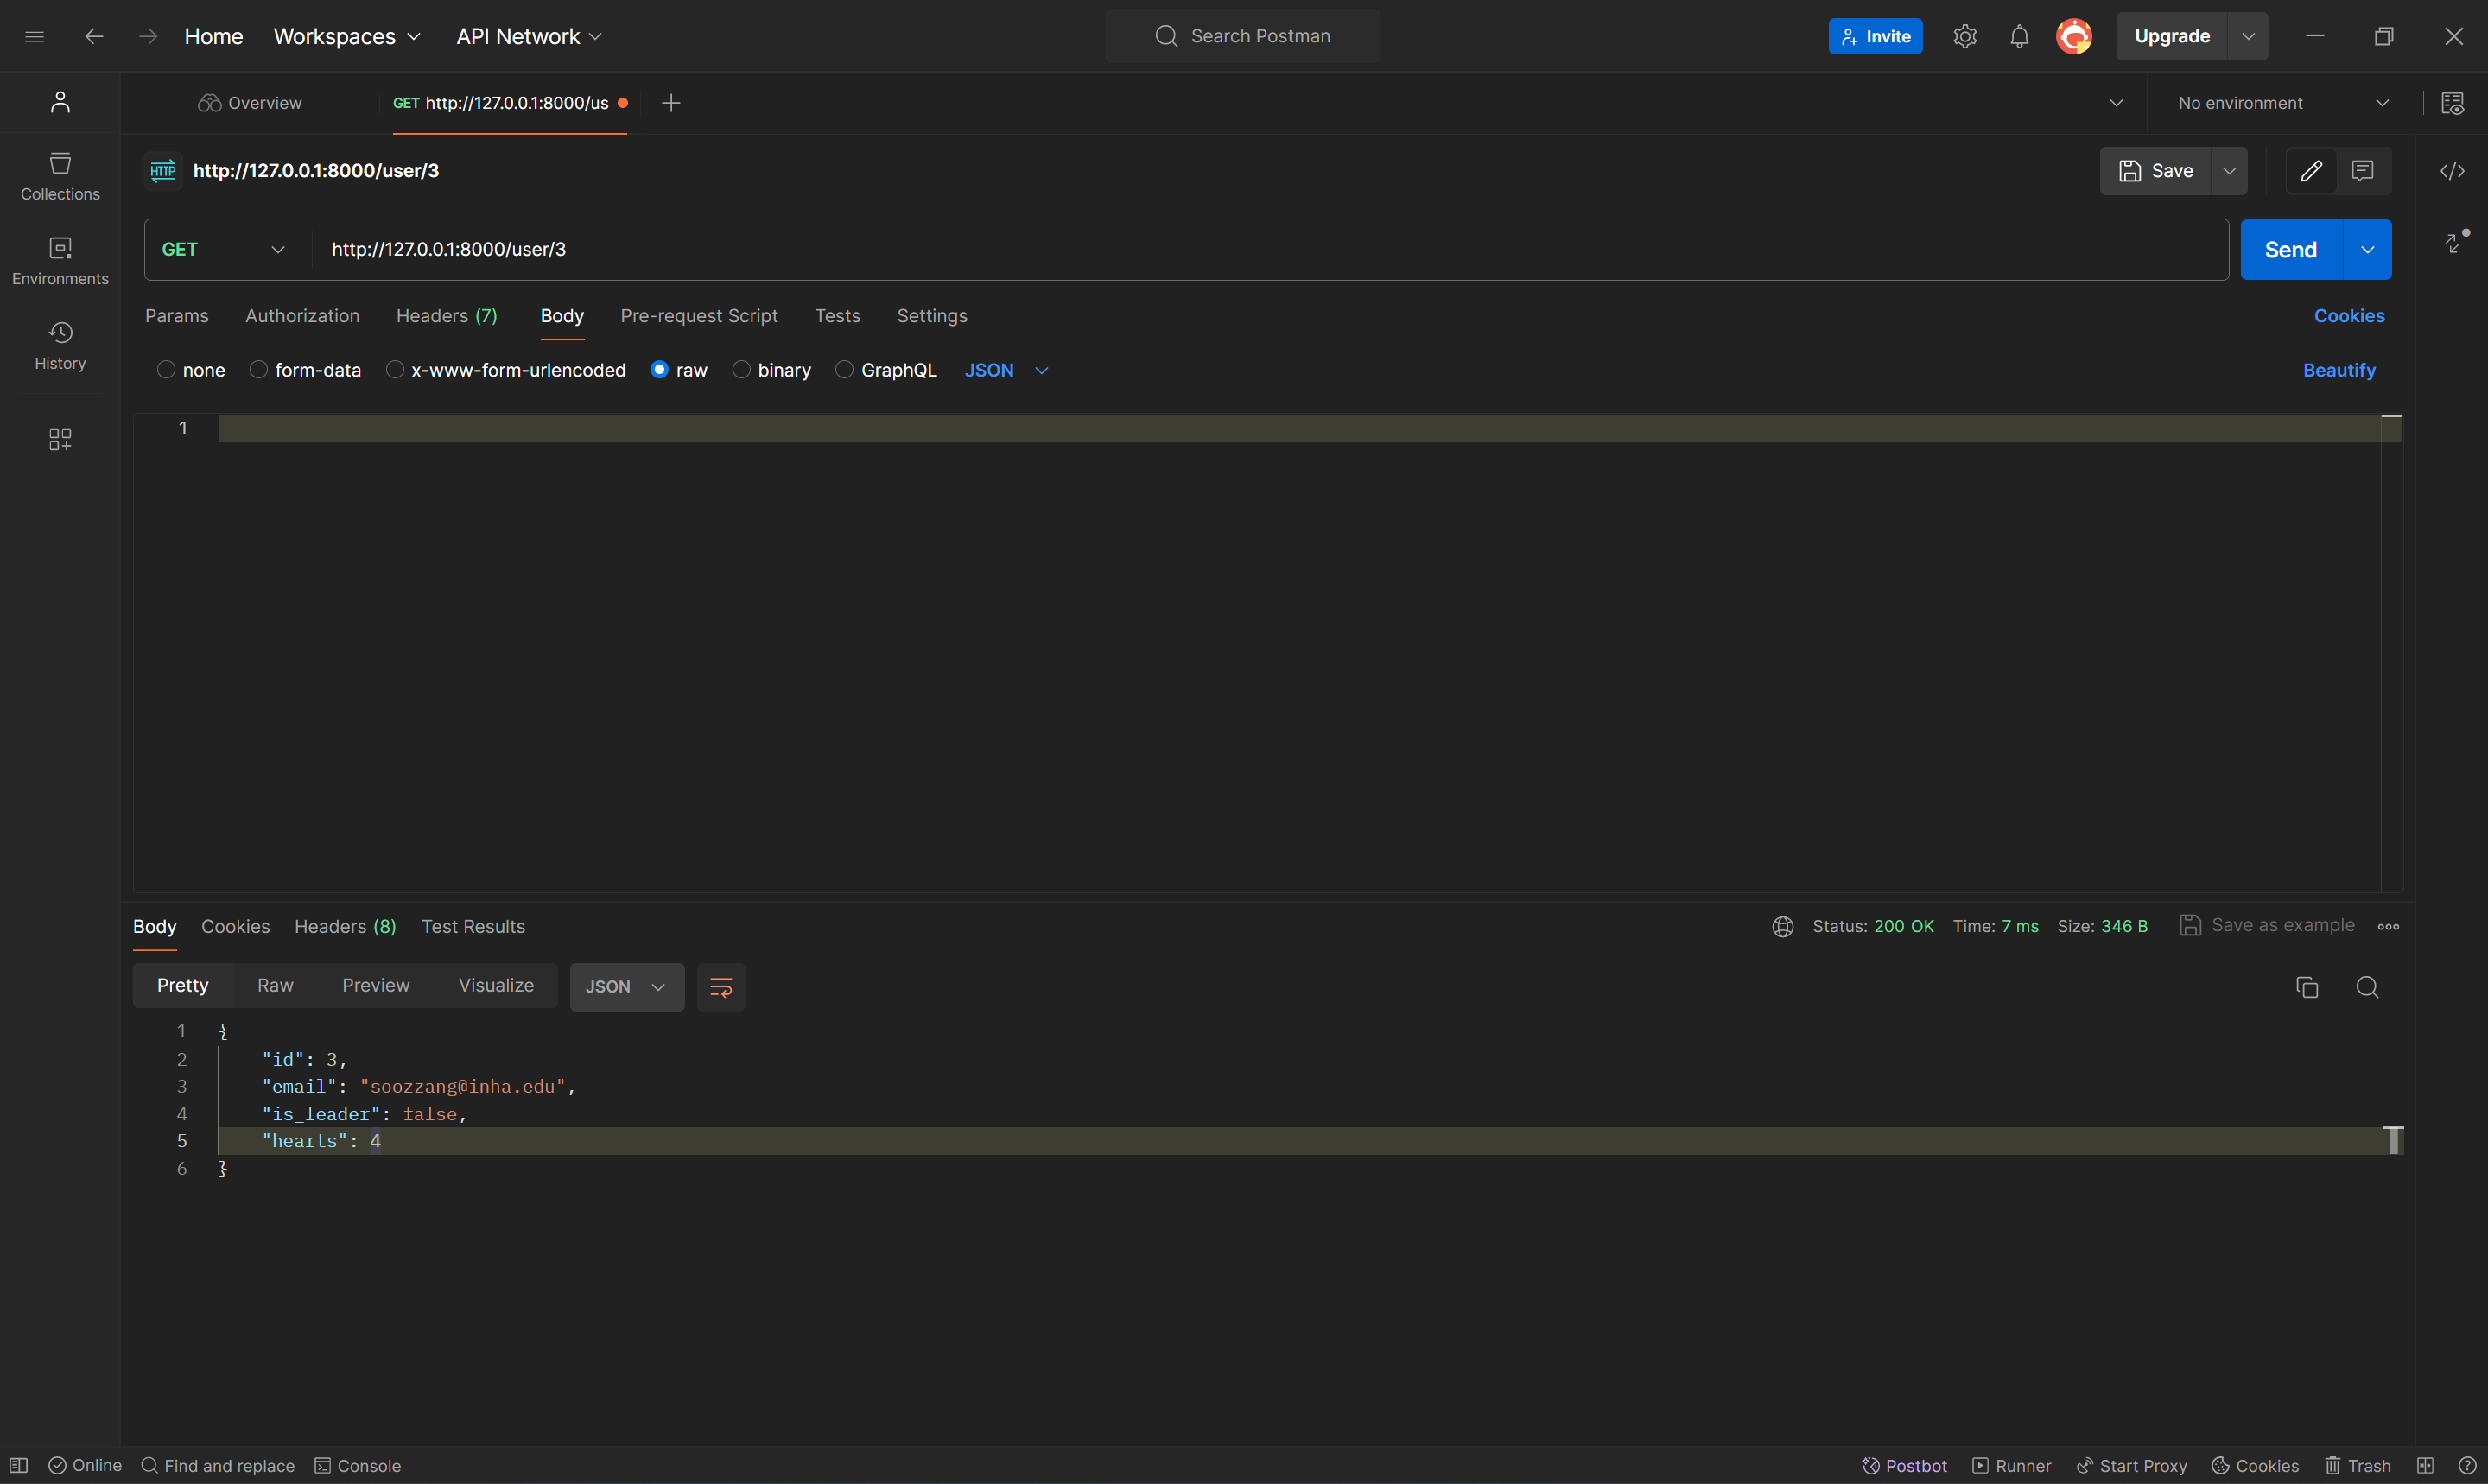 Home Workspaces API Network Search Postman Invite Upgrade
Overview GET http://127.0.0.1:8000/us No environment
HTTP http://127.0.0.1:8000/user/3 Save
GET http://127.0.0.1:8000/user/3 Send
Collections
Environments
History
Params Authorization Headers (7) Body Pre-request Script Tests Settings Cookies
none form-data x-www-form-urlencoded raw binary GraphQL JSON Beautify
1
Body Cookies Headers (8) Test Results Status: 200 OK Time: 7 ms Size: 346 B Save as example
Pretty Raw Preview Visualize JSON
1 {
2 "id": 3,
3 "email": "soozzang@inha.edu",
4 "is_leader": false,
5 "hearts": 4
6 }
Online Find and replace Console Postbot Runner Start Proxy Cookies Trash